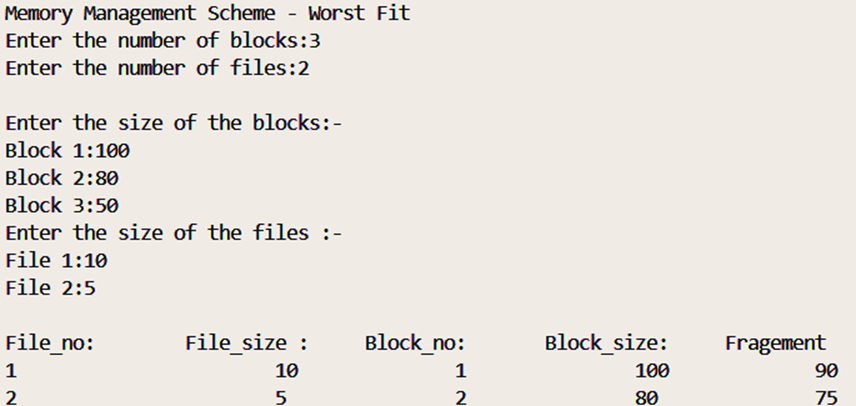 Memory Management Scheme - Worst Fit
Enter the number of blocks:3
Enter the number of files:2
Enter the size of the blocks:-
Block 1:100
Block 2:80
Block 3:50
Enter the size of the files :-
File 1:10
File 2:5
File_no: File_size : Block_no: Block_size: Fragement
1 10 1 100 90
2 5 2 80 75